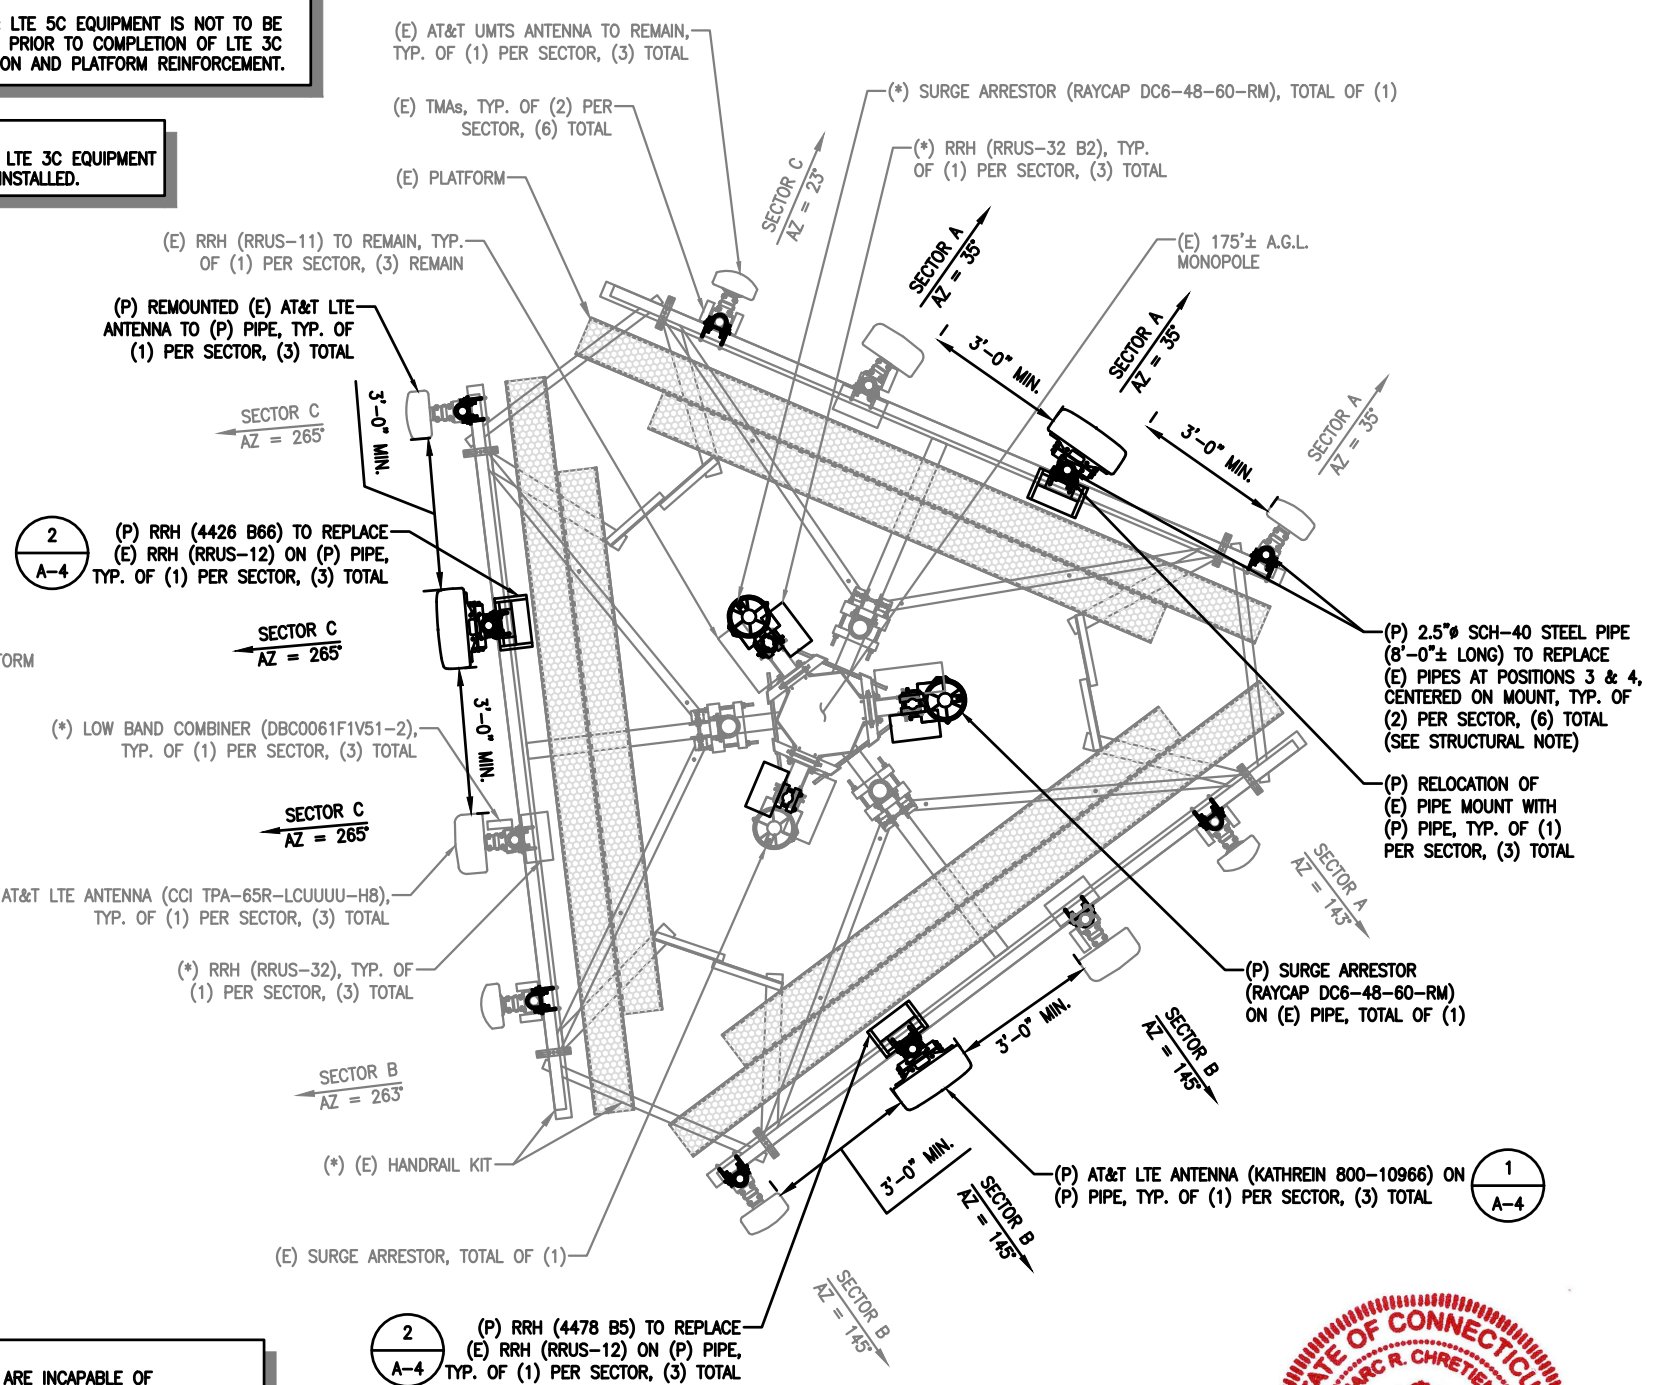 LTE 5C EQUIPMENT IS NOT TO BE
PRIOR TO COMPLETION OF LTE 3C
ON AND PLATFORM REINFORCEMENT.
LTE 3C EQUIPMENT
INSTALLED.
(E) AT&T UMTS ANTENNA TO REMAIN,
TYP. OF (1) PER SECTOR, (3) TOTAL
(E) TMAs, TYP. OF (2) PER
SECTOR, (6) TOTAL
(E) PLATFORM
(E) RRH (RRUS-11) TO REMAIN, TYP.
OF (1) PER SECTOR, (3) REMAIN
(P) REMOUNTED (E) AT&T LTE
ANTENNA TO (P) PIPE, TYP. OF
(1) PER SECTOR, (3) TOTAL
(*) SURGE ARRESTOR (RAYCAP DC6-48-60-RM), TOTAL OF (1)
(*) RRH (RRUS-32 B2), TYP.
OF (1) PER SECTOR, (3) TOTAL
(E) 175'± A.G.L.
MONOPOLE
SECTOR C
AZ = 23°
SECTOR A
AZ = 35°
SECTOR A
AZ = 35°
SECTOR A
AZ = 35°
3'-0" MIN.
3'-0" MIN.
SECTOR C
AZ = 265°
3'-0" MIN.
2
A-4
(P) RRH (4426 B66) TO REPLACE
(E) RRH (RRUS-12) ON (P) PIPE,
TYP. OF (1) PER SECTOR, (3) TOTAL
SECTOR C
AZ = 265°
TORM
3'-0" MIN.
(*) LOW BAND COMBINER (DBC0061F1V51-2),
TYP. OF (1) PER SECTOR, (3) TOTAL
SECTOR C
AZ = 265°
AT&T LTE ANTENNA (CCI TPA-65R-LCUUUU-H8),
TYP. OF (1) PER SECTOR, (3) TOTAL
(*) RRH (RRUS-32), TYP. OF
(1) PER SECTOR, (3) TOTAL
SECTOR B
AZ = 263°
(*) (E) HANDRAIL KIT
(E) SURGE ARRESTOR, TOTAL OF (1)
2
A-4
(P) RRH (4478 B5) TO REPLACE
(E) RRH (RRUS-12) ON (P) PIPE,
TYP. OF (1) PER SECTOR, (3) TOTAL
ARE INCAPABLE OF
(P) 2.5"ø SCH-40 STEEL PIPE
(8'-0"± LONG) TO REPLACE
(E) PIPES AT POSITIONS 3 & 4,
CENTERED ON MOUNT, TYP. OF
(2) PER SECTOR, (6) TOTAL
(SEE STRUCTURAL NOTE)
(P) RELOCATION OF
(E) PIPE MOUNT WITH
(P) PIPE, TYP. OF (1)
PER SECTOR, (3) TOTAL
SECTOR A
AZ = 143°
(P) SURGE ARRESTOR
(RAYCAP DC6-48-60-RM)
ON (E) PIPE, TOTAL OF (1)
3'-0" MIN.
SECTOR B
AZ = 145°
3'-0" MIN.
SECTOR B
AZ = 145°
SECTOR B
AZ = 145°
(P) AT&T LTE ANTENNA (KATHREIN 800-10966) ON
(P) PIPE, TYP. OF (1) PER SECTOR, (3) TOTAL
1
A-4
TE OF CONNECTICU
ARC R. CHRETIE